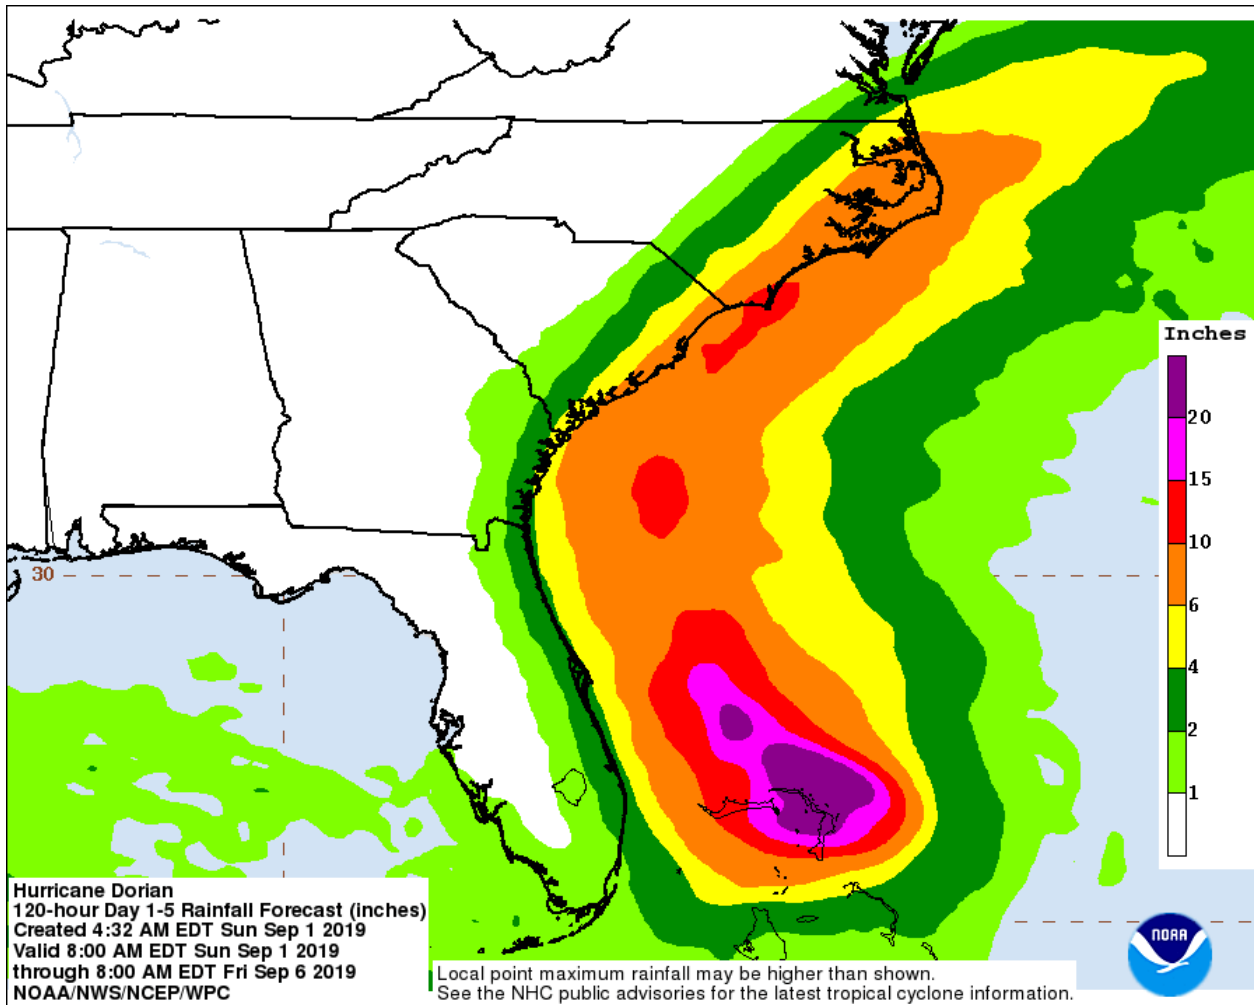 Inches
20
15
10
6
4
2
1
30
Hurricane Dorian
120-hour Day 1-5 Rainfall Forecast (inches)
Created 4:32 AM EDT Sun Sep 1 2019
Valid 8:00 AM EDT Sun Sep 1 2019
through 8:00 AM EDT Fri Sep 6 2019
NOAA/NWS/NCEP/WPC
Local point maximum rainfall may be higher than shown.
See the NHC public advisories for the latest tropical cyclone information.
NOAA